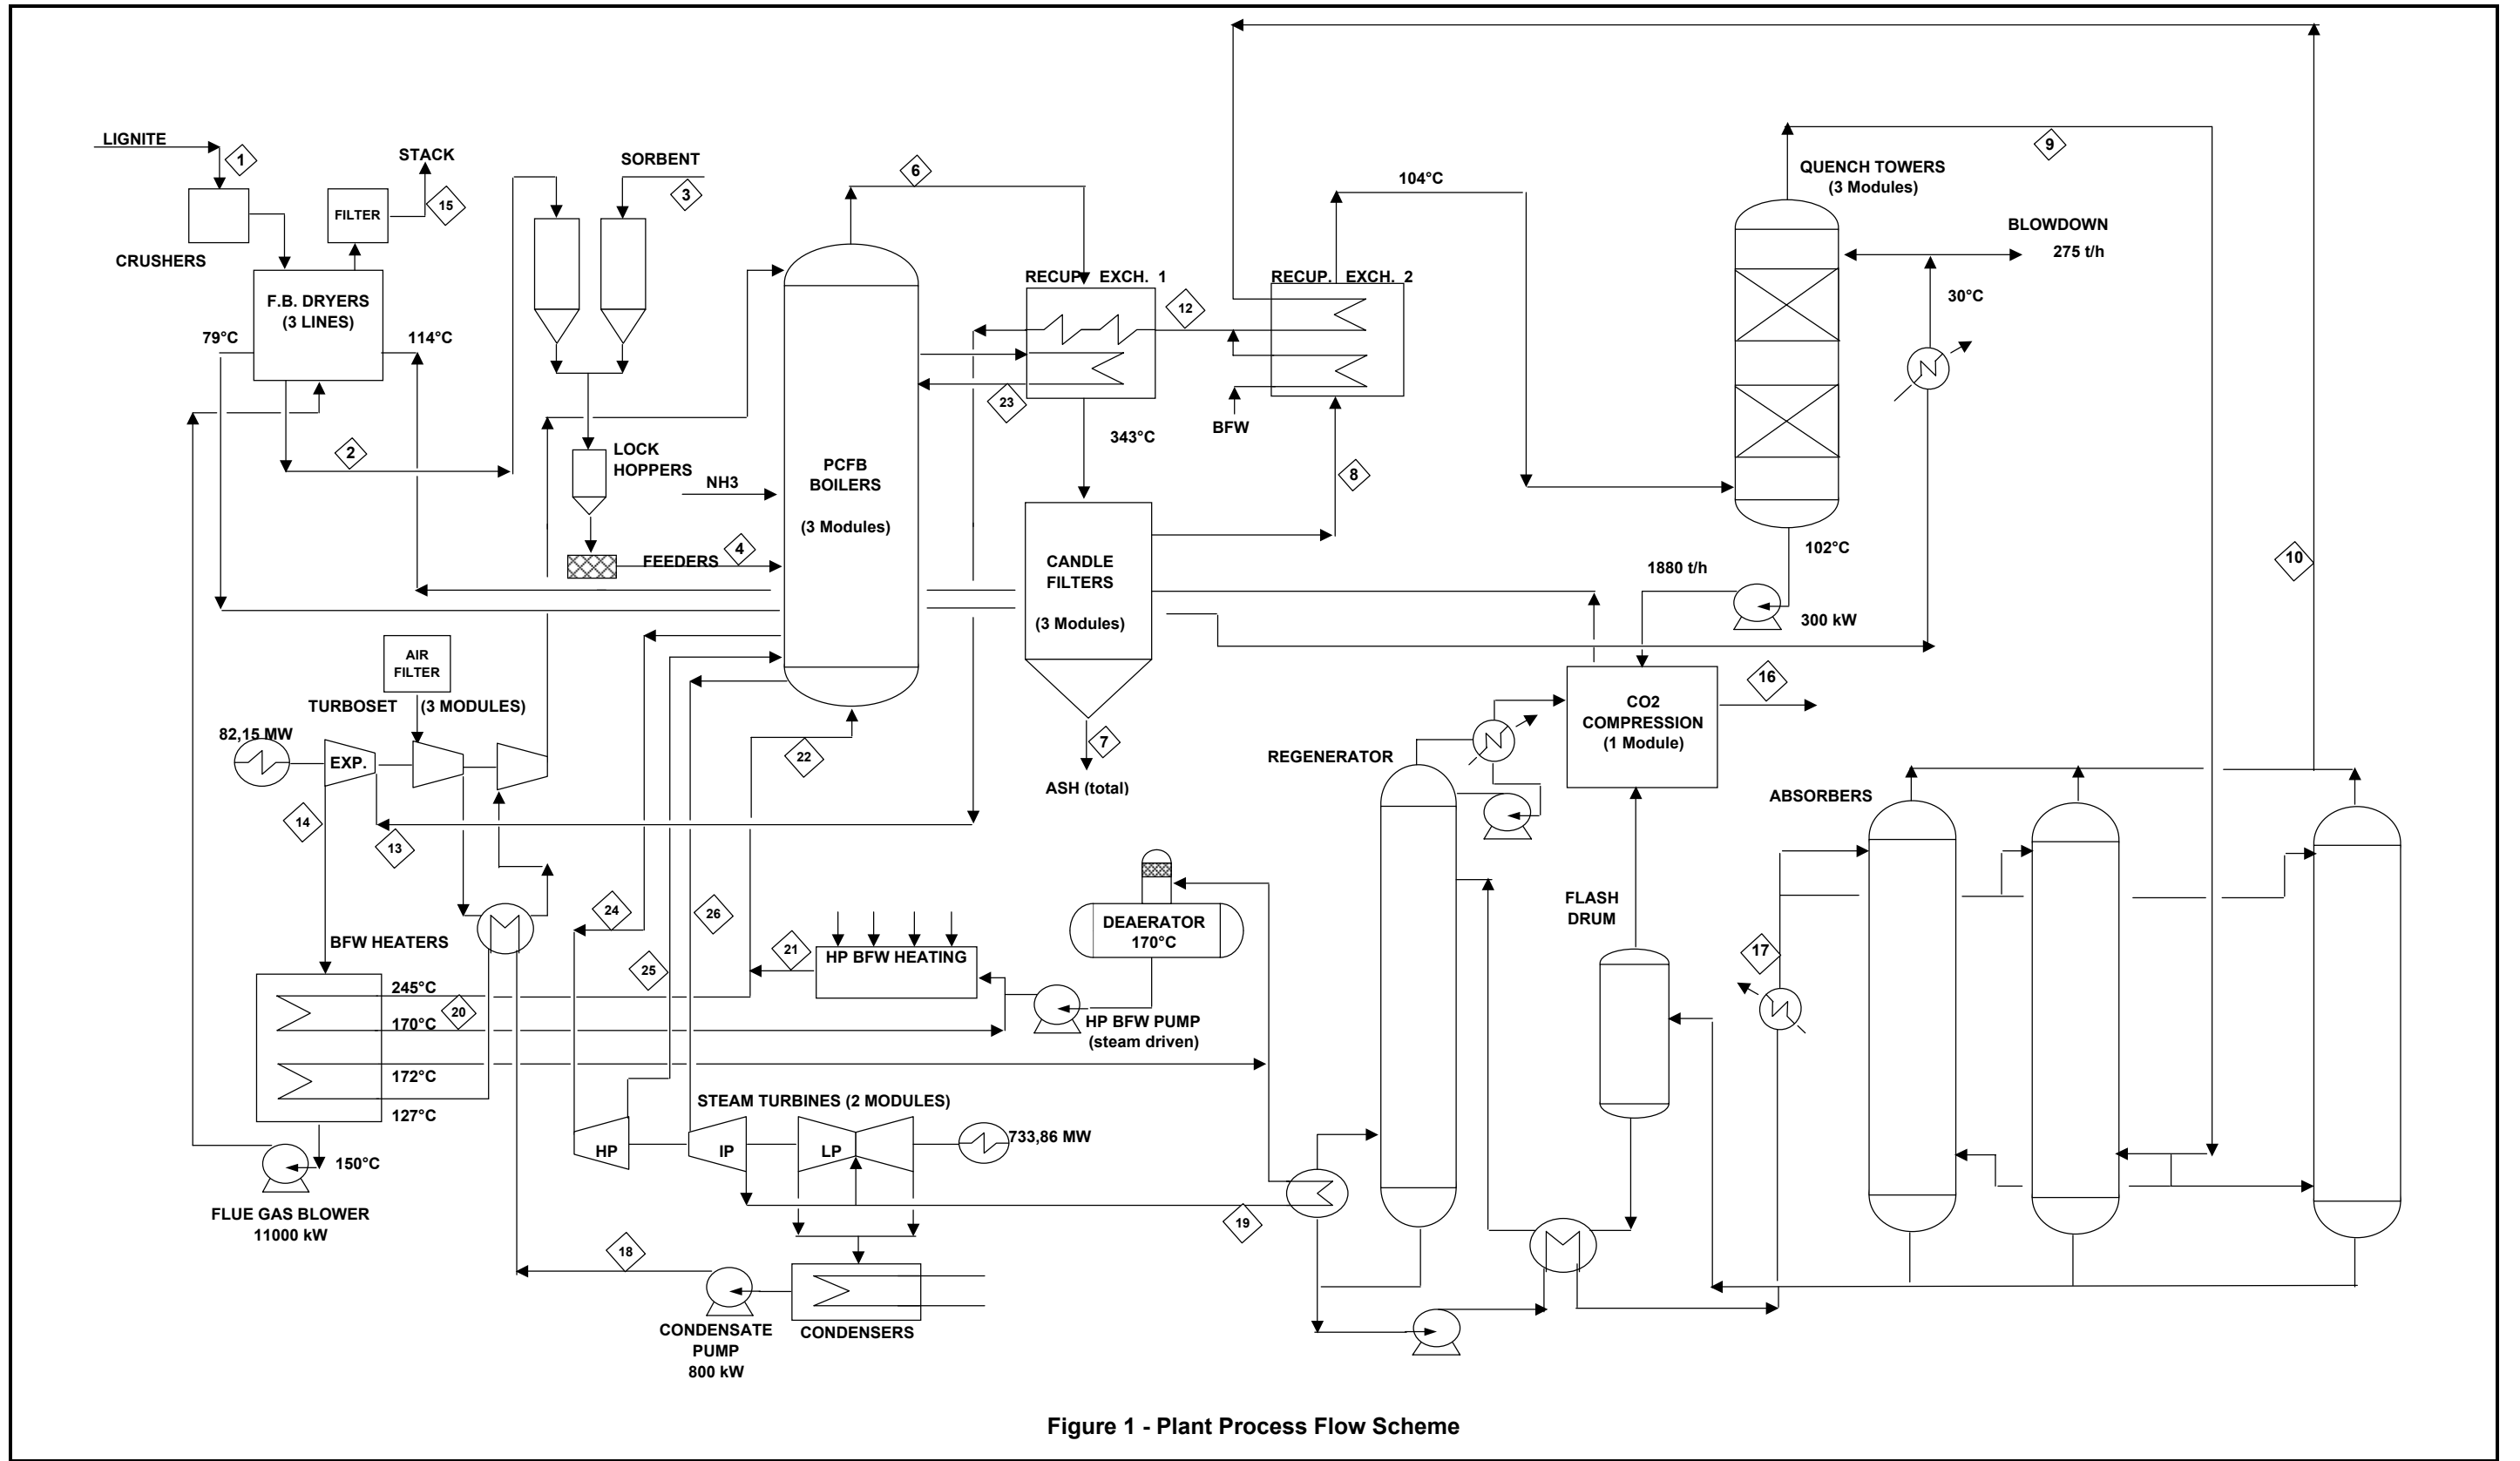 LIGNITE
1
CRUSHERS
STACK
FILTER
15
F.B. DRYERS
(3 LINES)
79°C
114°C
2
SORBENT
3
LOCK
HOPPERS
NH3
FEEDERS
4
6
PCFB
BOILERS
(3 Modules)
RECUP. EXCH. 1
12
RECUP. EXCH. 2
23
BFW
343°C
8
104°C
CANDLE
FILTERS
(3 Modules)
7
ASH (total)
9
QUENCH TOWERS
(3 Modules)
BLOWDOWN
275 t/h
30°C
102°C
1880 t/h
300 kW
10
AIR
FILTER
TURBOSET (3 MODULES)
82,15 MW
EXP.
14
13
22
CO2
COMPRESSION
(1 Module)
16
REGENERATOR
ABSORBERS
FLASH
DRUM
17
DEAERATOR
170°C
HP BFW HEATING
21
HP BFW PUMP
(steam driven)
24
25
26
BFW HEATERS
245°C
20
170°C
172°C
127°C
150°C
FLUE GAS BLOWER
11000 kW
STEAM TURBINES (2 MODULES)
HP
IP
LP
733,86 MW
19
18
CONDENSATE
PUMP
800 kW
CONDENSERS
Figure 1 - Plant Process Flow Scheme